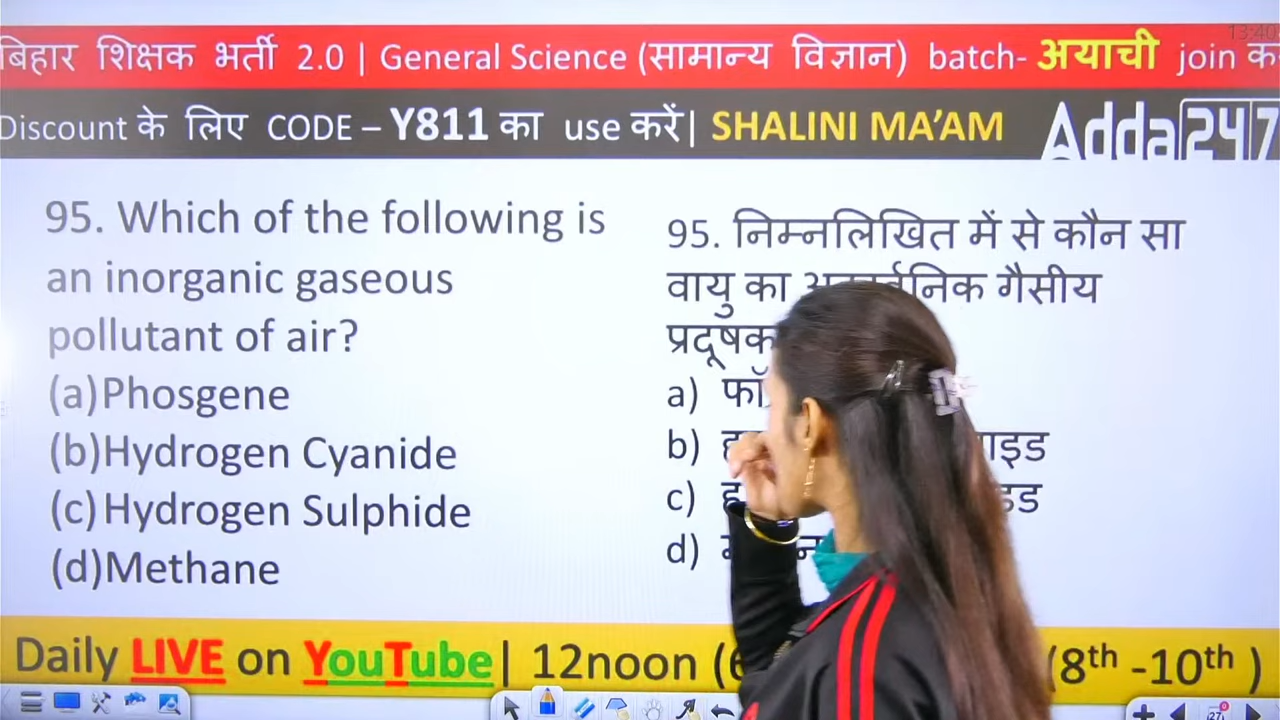 13:40
बिहार शिक्षक भर्ती 2.0 | General Science (सामान्य विज्ञान) batch- अयाची join
Discount के लिए CODE – Y811 का use करें| SHALINI MA’AM
Adda247
95. Which of the following is
an inorganic gaseous
pollutant of air?
(a)Phosgene
(b)Hydrogen Cyanide
(c)Hydrogen Sulphide
(d)Methane
95. निम्नलिखित में से कौन सा
वायु का गैसीय
प्रदूषक
a)
b)
c)
d)
Daily LIVE on YouTube| 12noon (8th -10th )